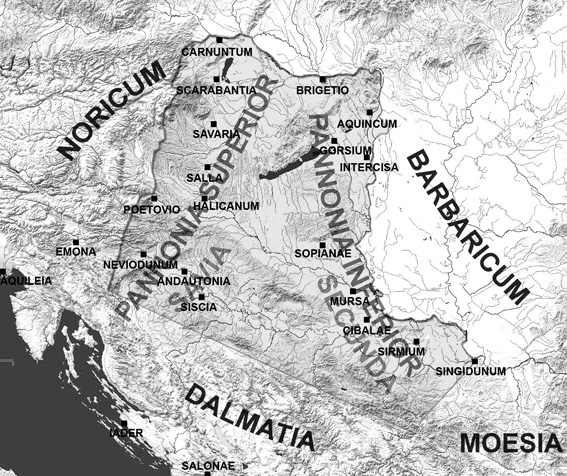 CARNUNTUM
NORICUM
SCARABANTIA
BRIGETIO
PANNONIA SUPERIOR
SAVARIA
AQUINCUM
PANNONIA INFERIOR
GORSIUM
BARBARICUM
INTERCISA
SALLA
POETOVIO
HALICANUM
EMONA
SOPIANAE
NEVIODUNUM
AQUILEIA
ANDAUTONIA
SAVIA
SECUNDA
SISCIA
MURSA
CIBALAE
SIRMIUM
SINGIDUNUM
DALMATIA
IADER
MOESIA
SALONAE